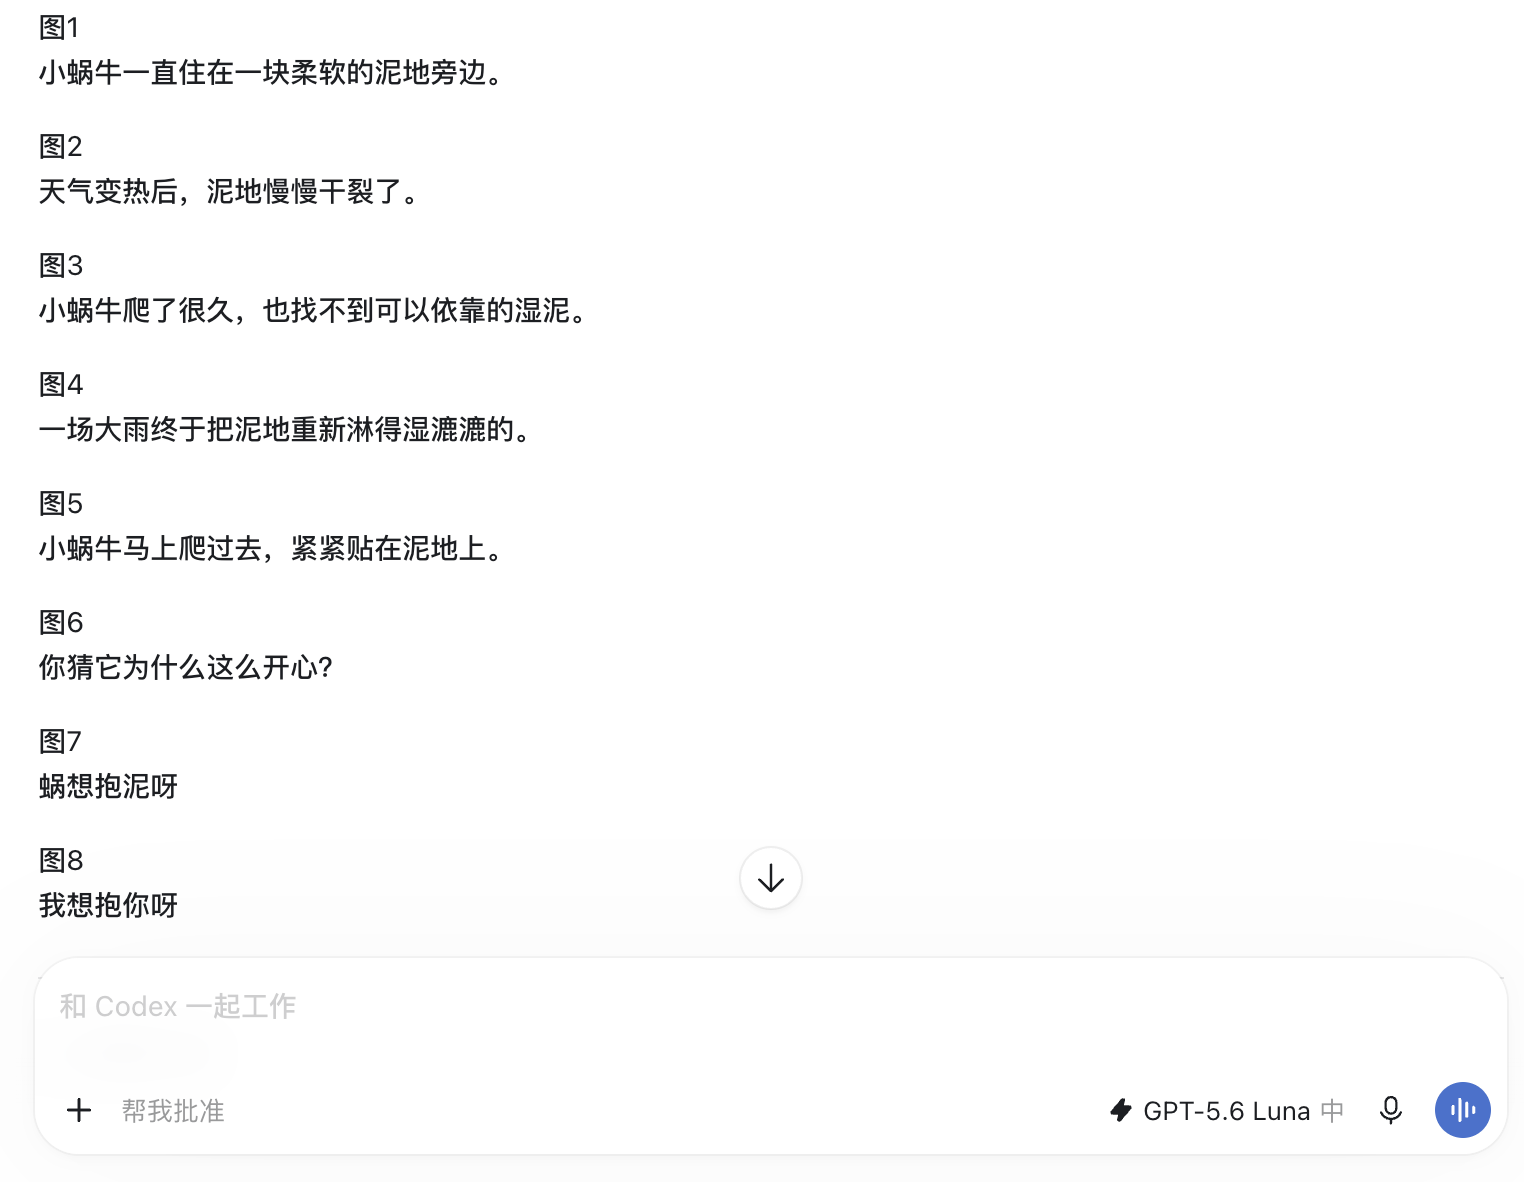 图1
小蜗牛一直住在一块柔软的泥地旁边。
图2
天气变热后，泥地慢慢干裂了。
图3
小蜗牛爬了很久，也找不到可以依靠的湿泥。
图4
一场大雨终于把泥地重新淋得湿漉漉的。
图5
小蜗牛马上爬过去，紧紧贴在泥地上。
图6
你猜它为什么这么开心？
图7
蜗想抱泥呀
图8
我想抱你呀
和 Codex 一起工作
帮我批准
GPT-5.6 Luna 中